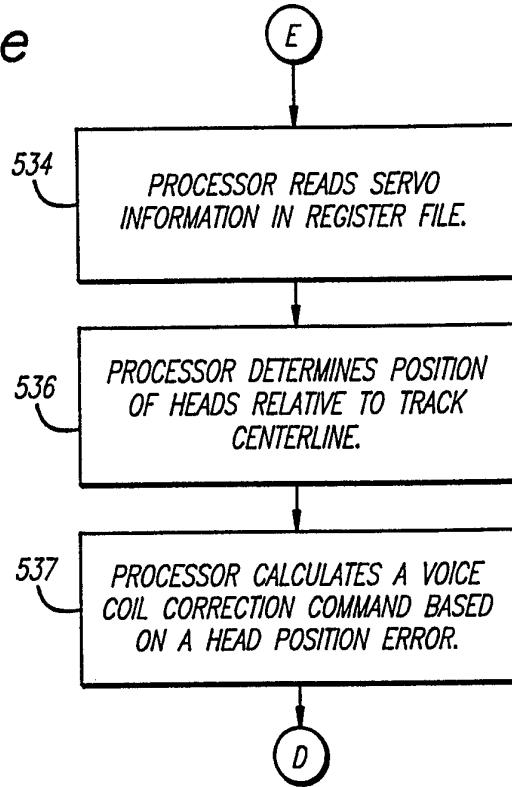 e
E
534
PROCESSOR READS SERVO
INFORMATION IN REGISTER FILE.
536
PROCESSOR DETERMINES POSITION
OF HEADS RELATIVE TO TRACK
CENTERLINE.
537
PROCESSOR CALCULATES A VOICE
COIL CORRECTION COMMAND BASED
ON A HEAD POSITION ERROR.
D